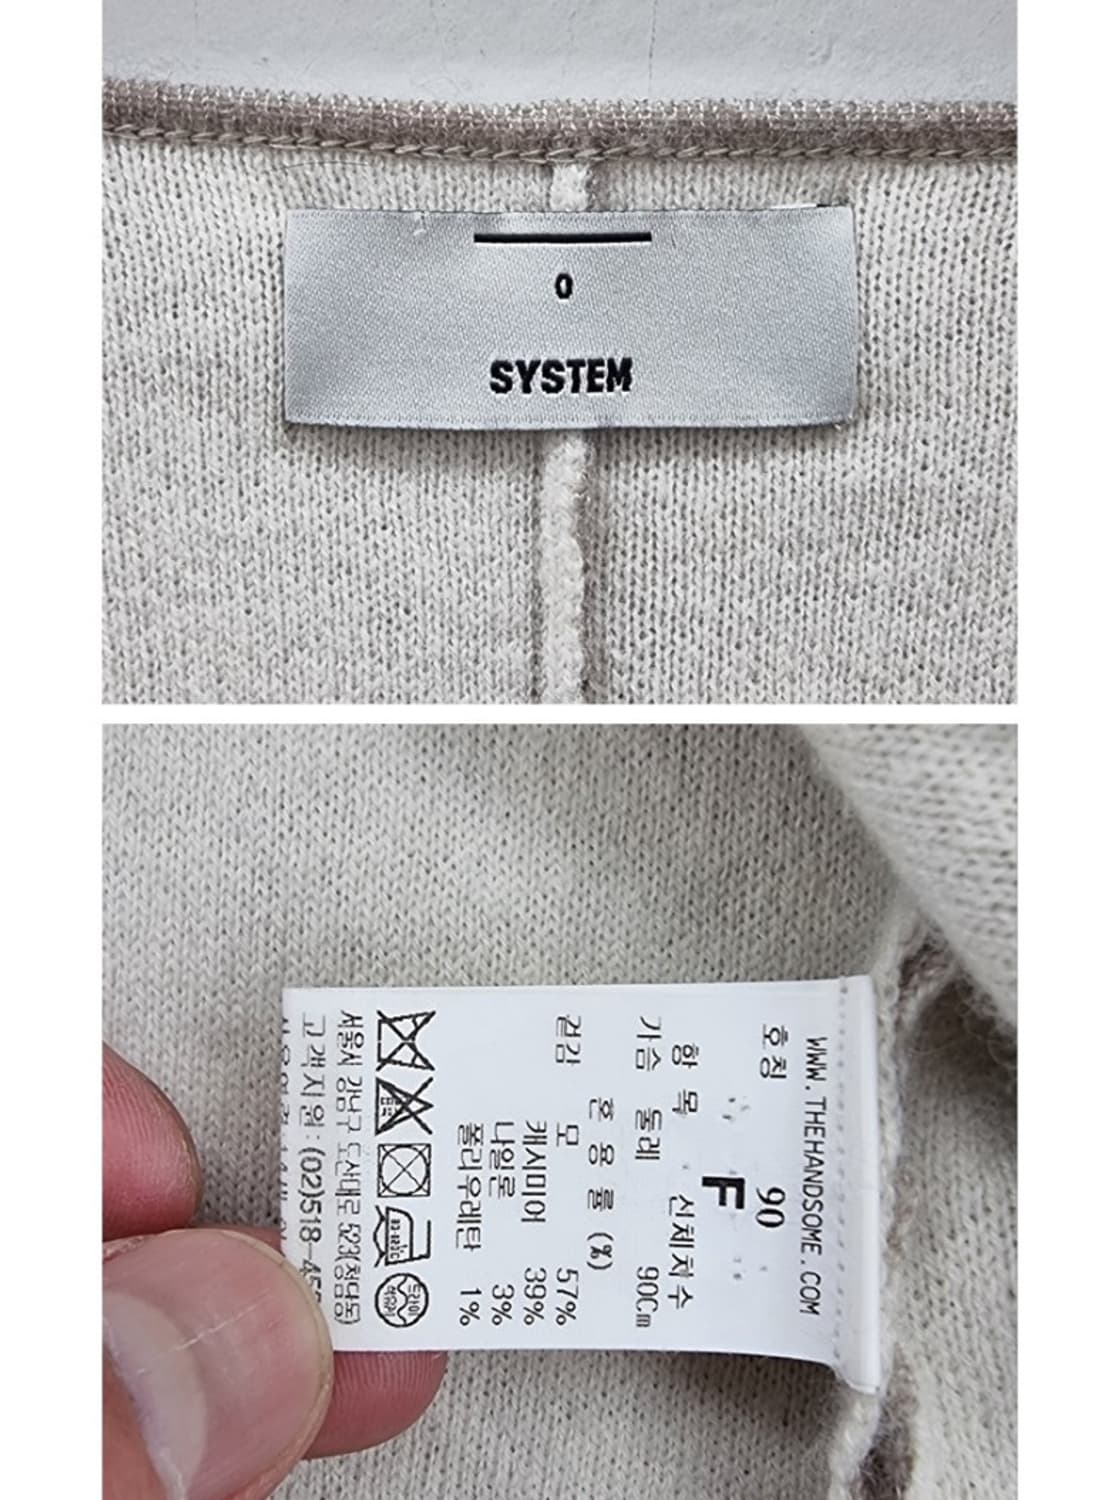 0
SYSTEM
WWW.THEHANDSOME.COM
호칭 90
F
항 목 신체치수
가슴 둘레 90Cm
혼 용 률 (%)
겉감 모 57%
캐시미어 39%
나일론 3%
폴리우레탄 1%
드라이
서울시 강남구 도산대로 523(청담동)
고객지원: (02)518-